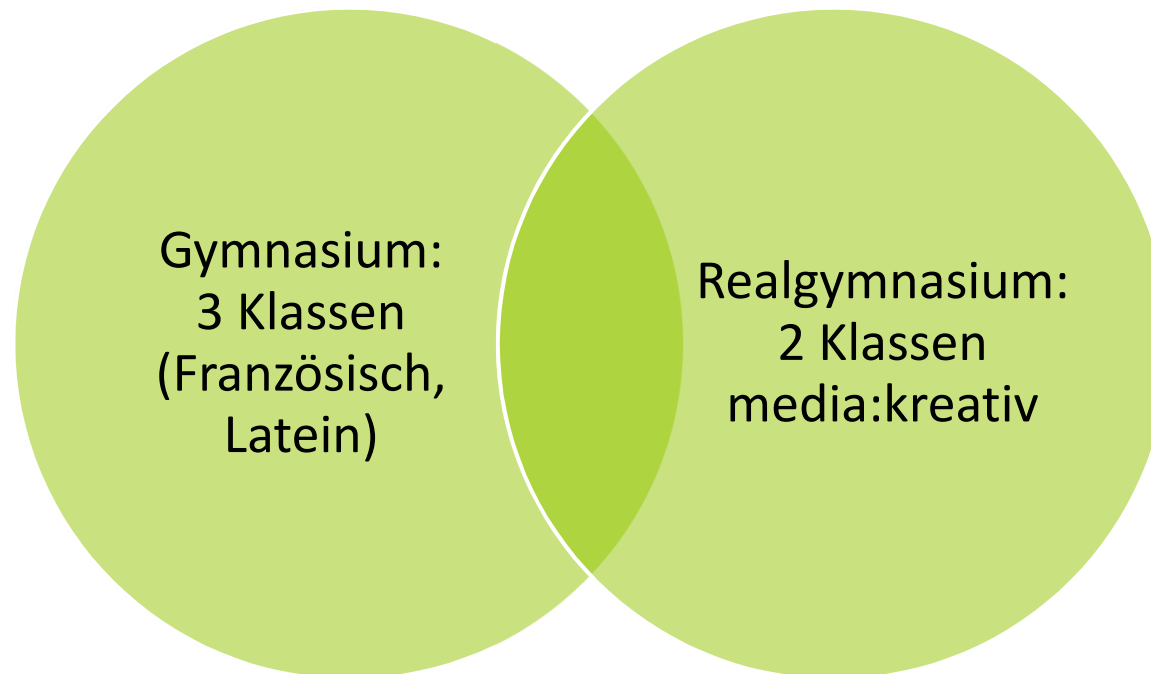 Gymnasium:
3 Klassen
(Französisch,
Latein)
Realgymnasium:
2 Klassen
media:kreativ